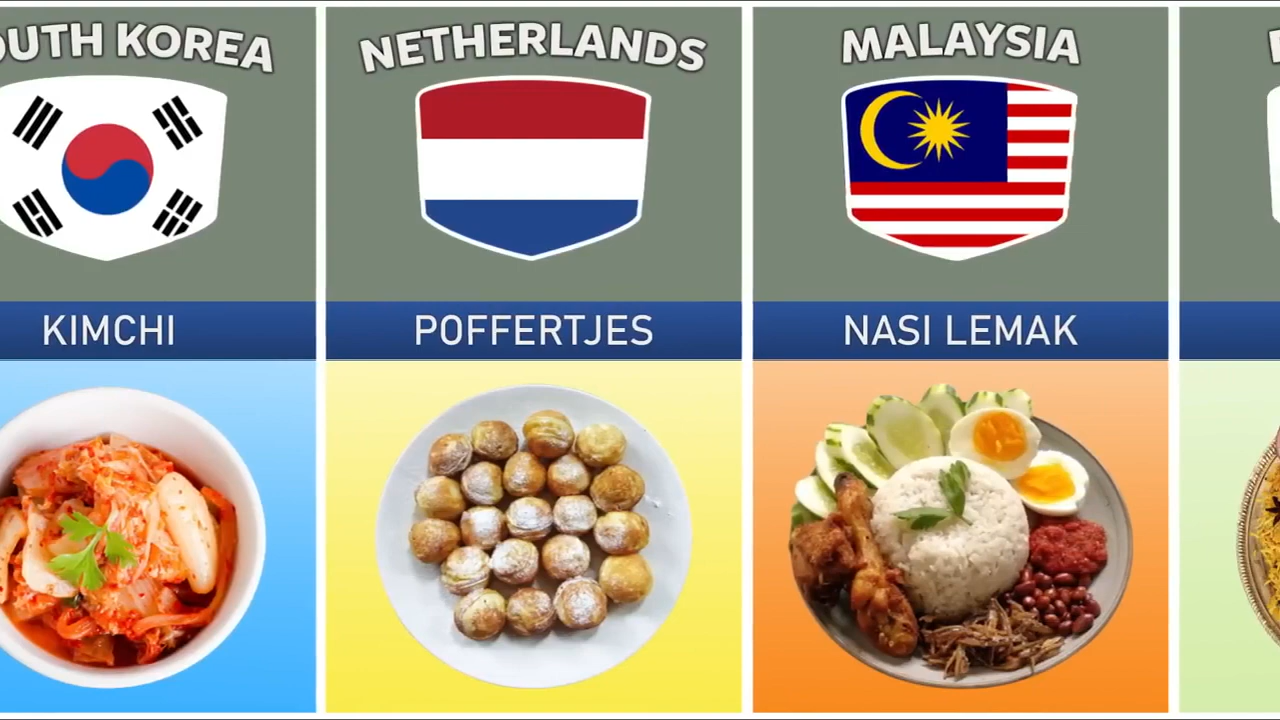 OUTH KOREA
NETHERLANDS
MALAYSIA
KIMCHI
POFFERTJES
NASI LEMAK